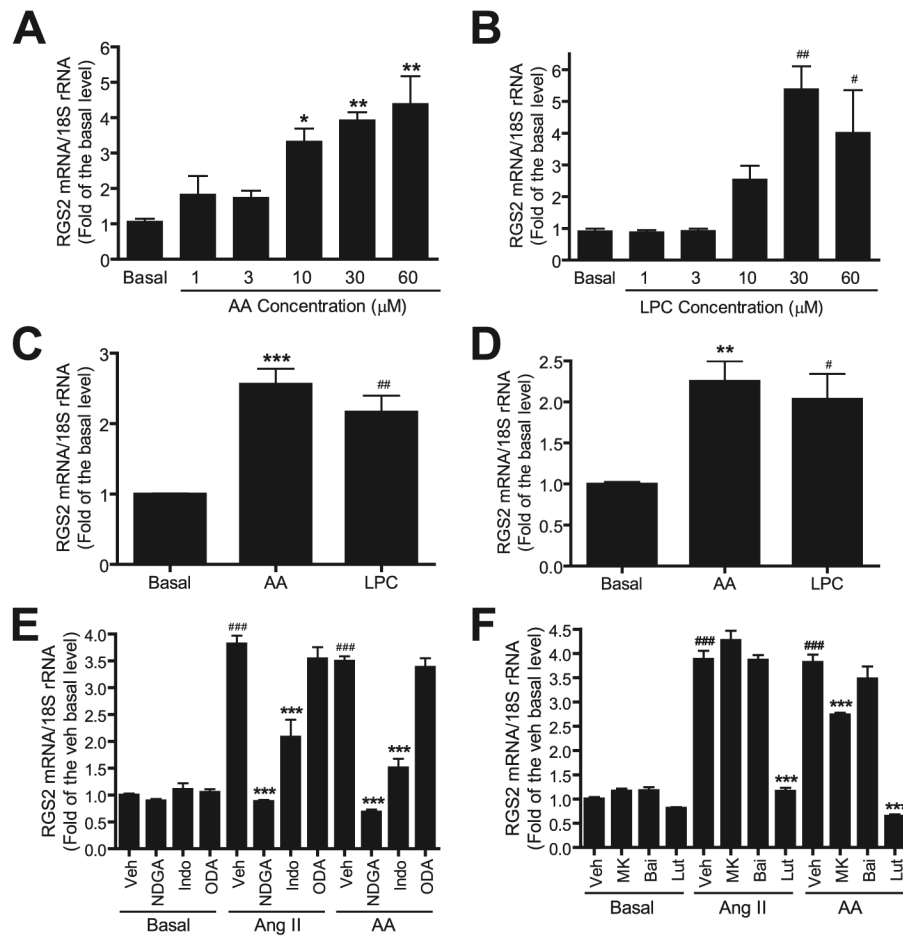 A
RGS2 mRNA/18S rRNA
(Fold of the basal level)
6
5
4
3
2
1
0
*
**
**
Basal
1
3
10
30
60
AA Concentration (μM)
B
RGS2 mRNA/18S rRNA
(Fold of the basal level)
6
5
4
3
2
1
0
##
#
Basal
1
3
10
30
60
LPC Concentration (μM)
C
RGS2 mRNA/18S rRNA
(Fold of the basal level)
3
2
1
0
***
##
Basal
AA
LPC
D
RGS2 mRNA/18S rRNA
(Fold of the basal level)
2.5
2.0
1.5
1.0
0.5
0.0
**
#
Basal
AA
LPC
E
RGS2 mRNA/18S rRNA
(Fold of the veh basal level)
4.0
3.5
2.5
2.0
1.5
1.0
0.5
0.0
###
***
***
###
***
***
Veh
NDGA
Indo
ODA
Veh
NDGA
Indo
ODA
Veh
NDGA
Indo
ODA
Basal
Ang II
AA
F
RGS2 mRNA/18S rRNA
(Fold of the veh basal level)
4.5
4.0
3.5
2.5
2.0
1.5
1.0
0.5
0.0
###
***
###
***
***
Veh
MK
Bai
Lut
Veh
MK
Bai
Lut
Veh
MK
Bai
Lut
Basal
Ang II
AA